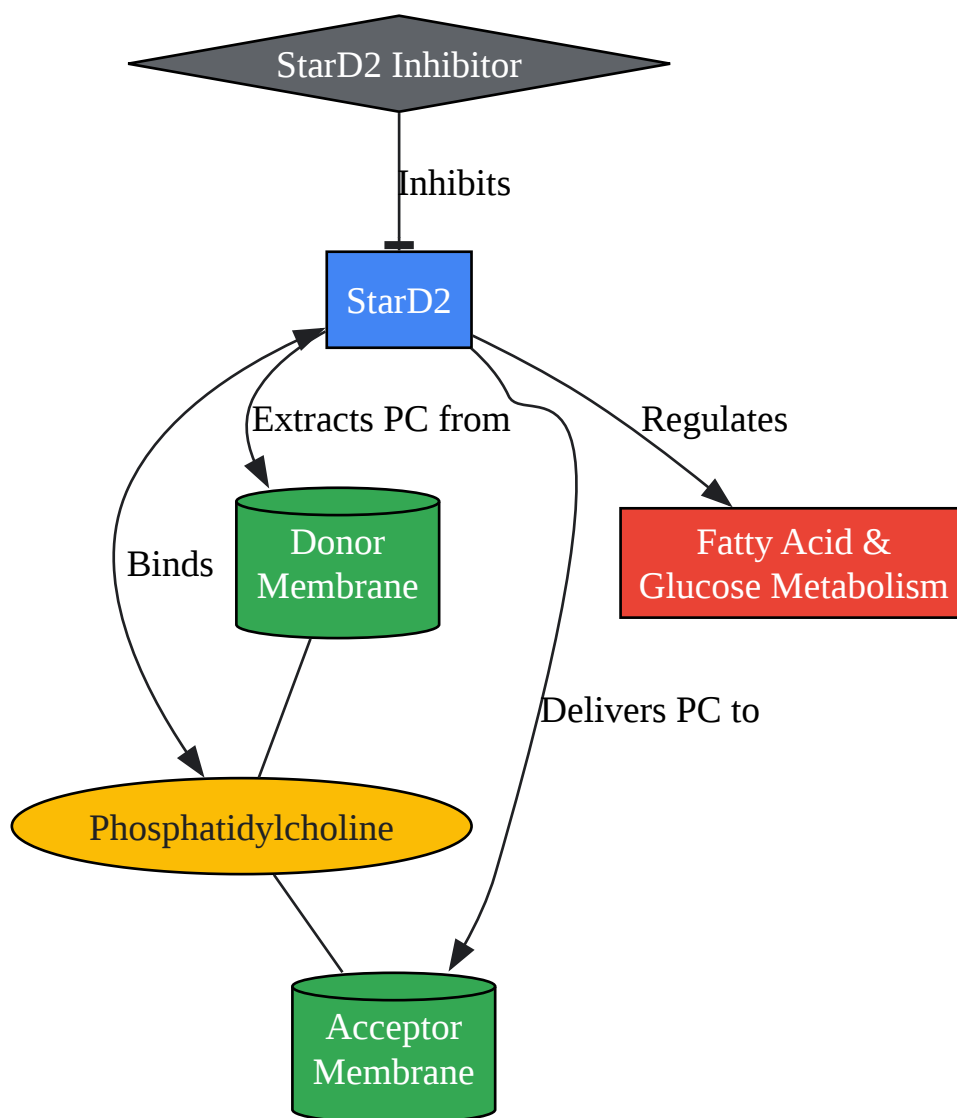 StarD2 Inhibitor
Inhibits
StarD2
Extracts PC from
Regulates
Donor
Membrane
Fatty Acid &
Glucose Metabolism
Binds
Delivers PC to
Phosphatidylcholine
Acceptor
Membrane